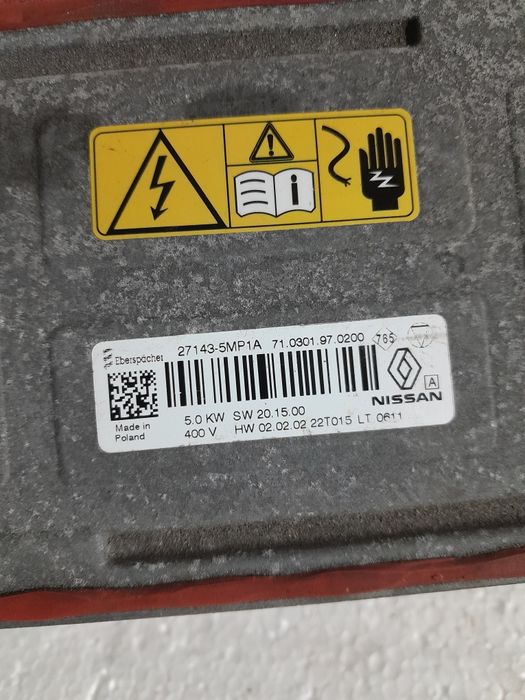 Eberspächer 27143-5MP1A 71.0301.97.0200 785
Made in Poland
5.0 KW SW 20.15.00
400 V HW 02.02.02 22T015 LT 0611
A
NISSAN